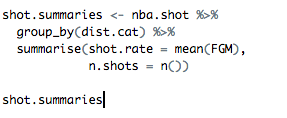 shot.summaries <- nba.shot %>%
  group_by(dist.cat) %>%
  summarise(shot.rate = mean(FGM),
            n.shots = n())

shot.summaries